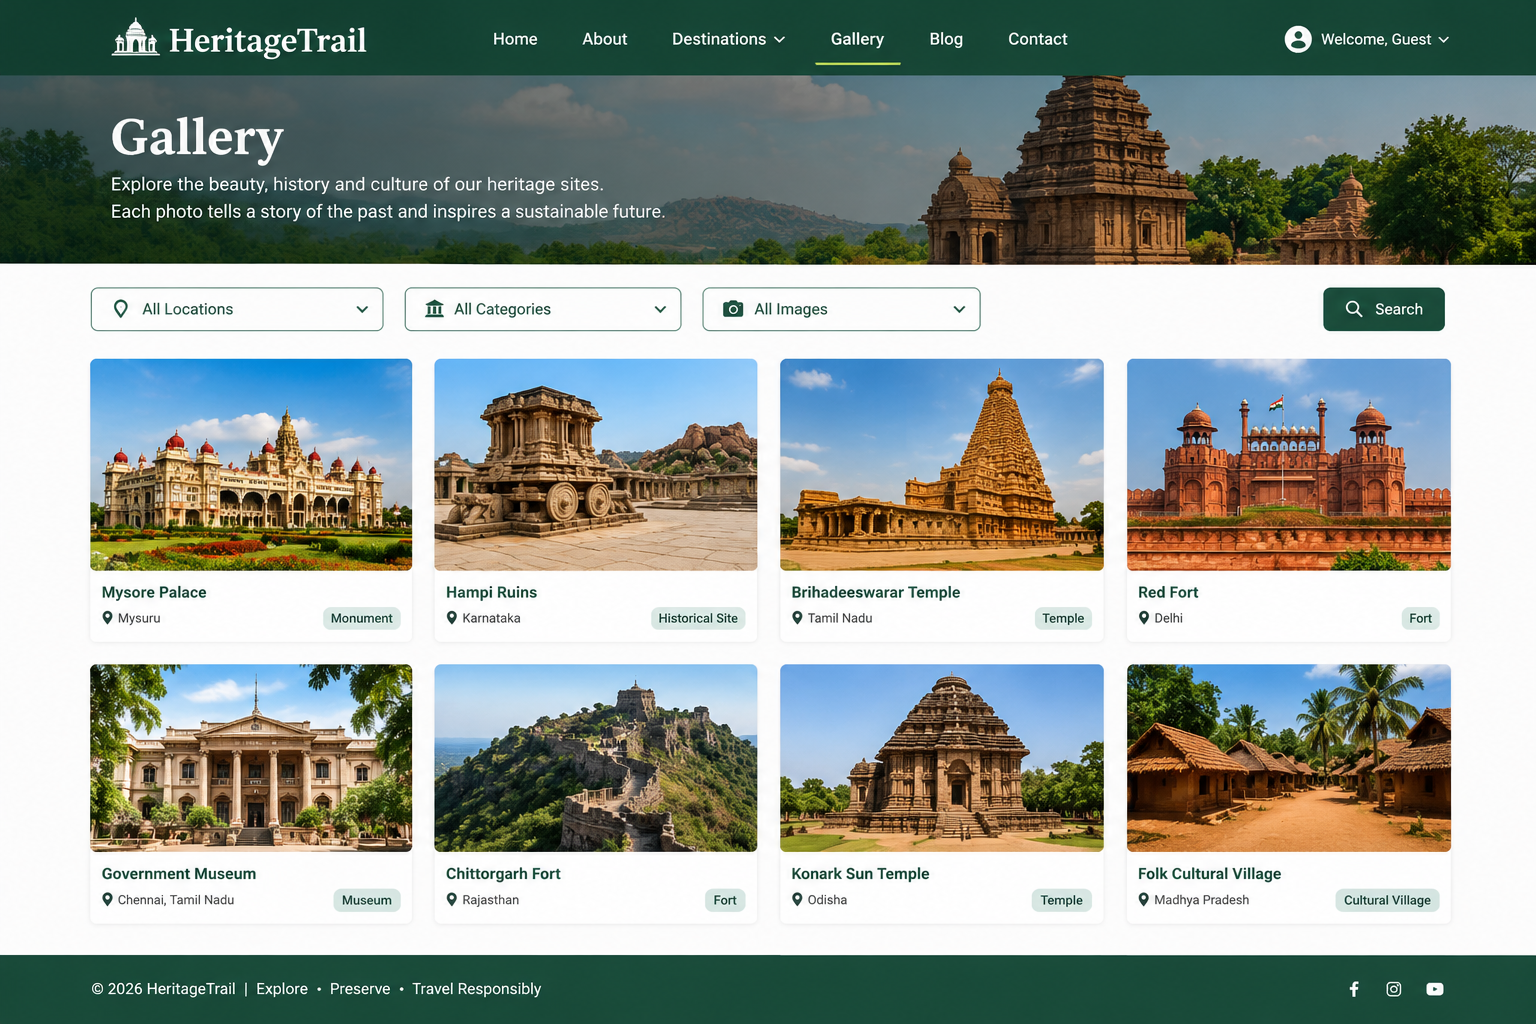 HeritageTrail
Home About Destinations Gallery Blog Contact
Welcome, Guest
Gallery
Explore the beauty, history and culture of our heritage sites.
Each photo tells a story of the past and inspires a sustainable future.
All Locations
All Categories
All Images
Search
Mysore Palace
Mysuru
Monument
Hampi Ruins
Karnataka
Historical Site
Brihadeeswarar Temple
Tamil Nadu
Temple
Red Fort
Delhi
Fort
Government Museum
Chennai, Tamil Nadu
Museum
Chittorgarh Fort
Rajasthan
Fort
Konark Sun Temple
Odisha
Temple
Folk Cultural Village
Madhya Pradesh
Cultural Village
© 2026 HeritageTrail | Explore • Preserve • Travel Responsibly